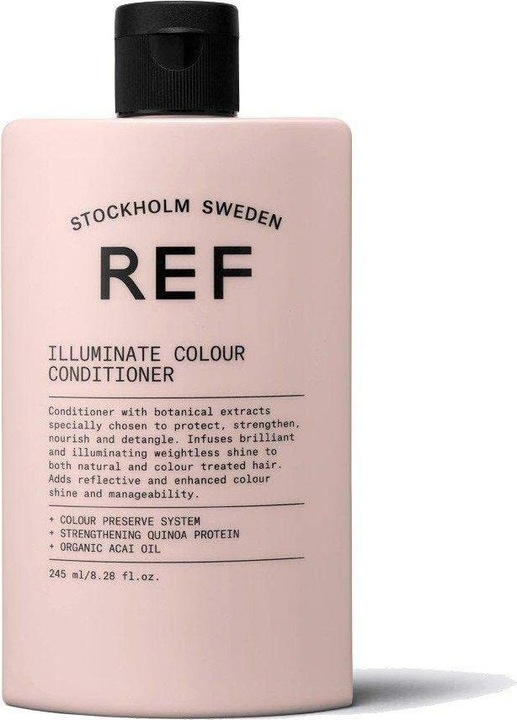 STOCKHOLM SWEDEN
REF
ILLUMINATE COLOUR
CONDITIONER
Conditioner with botanical extracts
specially chosen to protect, strengthen,
nourish and detangle. Infuses brilliant
and illuminating weightless shine to
both natural and colour treated hair.
Adds reflective and enhanced colour
shine and manageability.
+ COLOUR PRESERVE SYSTEM
+ STRENGTHENING QUINOA PROTEIN
+ ORGANIC ACAI OIL
245 ml/8.28 fl.oz.